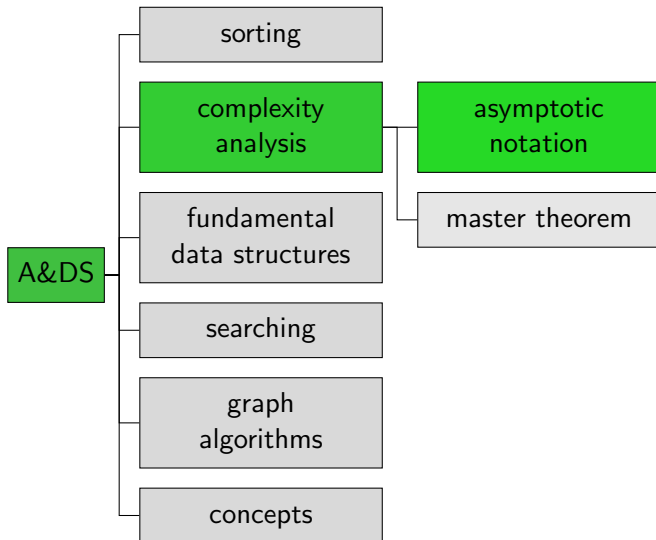 sorting
complexity
analysis
asymptotic
notation
fundamental
data structures
master theorem
A&DS
searching
graph
algorithms
concepts